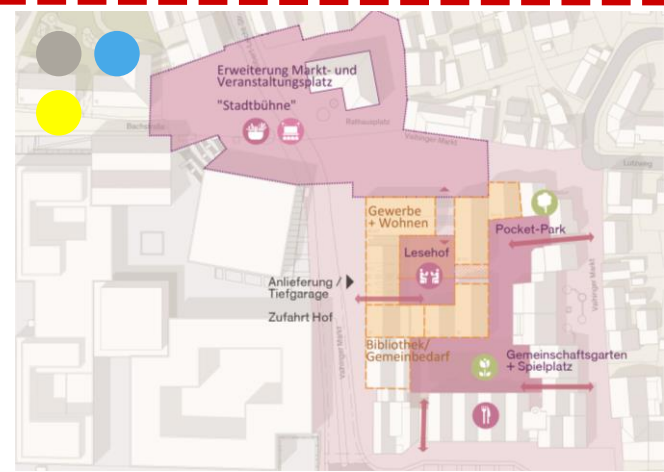 Erweiterung Markt- und
Veranstaltungsplatz
"Stadtbühne"
Rathausplatz
Bachstraße
Vaihinger Markt
Gewerbe
+ Wohnen
Pocket-Park
Lesehof
Anlieferung /
Tiefgarage
Zufahrt Hof
Vaihinger Markt
Vaihinger Markt
Bibliothek/
Gemeinbedarf
Gemeinschaftsgarten
+ Spielplatz